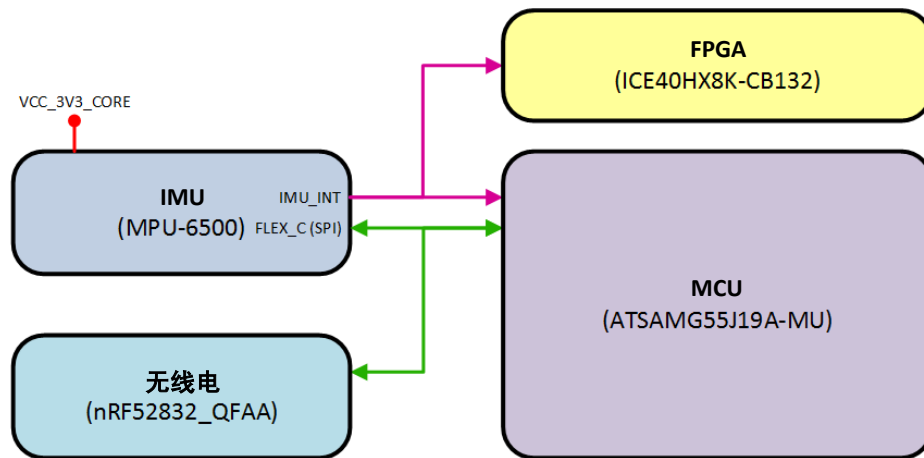 FPGA
(ICE40HX8K-CB132)
VCC_3V3_CORE
IMU
(MPU-6500)
IMU_INT
FLEX_C (SPI)
MCU
(ATSAMG55J19A-MU)
无线电
(nRF52832_QFAA)